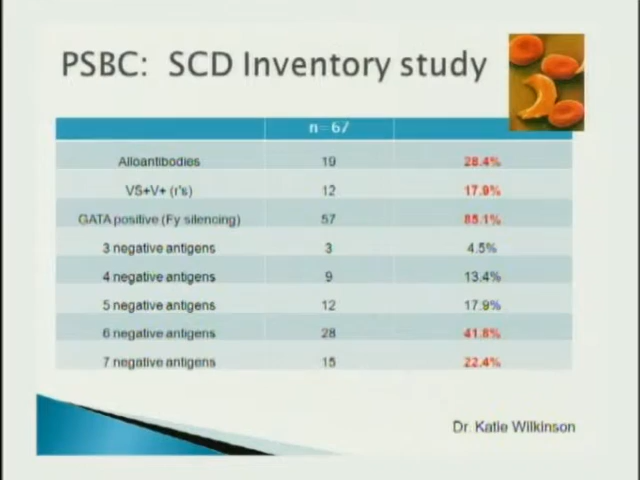 PSBC: SCD Inventory study
n= 67
Alloantibodies 19 28.4%
VS+V+ (r's) 12 17.9%
GATA positive (Fy silencing) 57 85.1%
3 negative antigens 3 4.5%
4 negative antigens 9 13.4%
5 negative antigens 12 17.9%
6 negative antigens 28 41.8%
7 negative antigens 15 22.4%
Dr. Katie Wilkinson